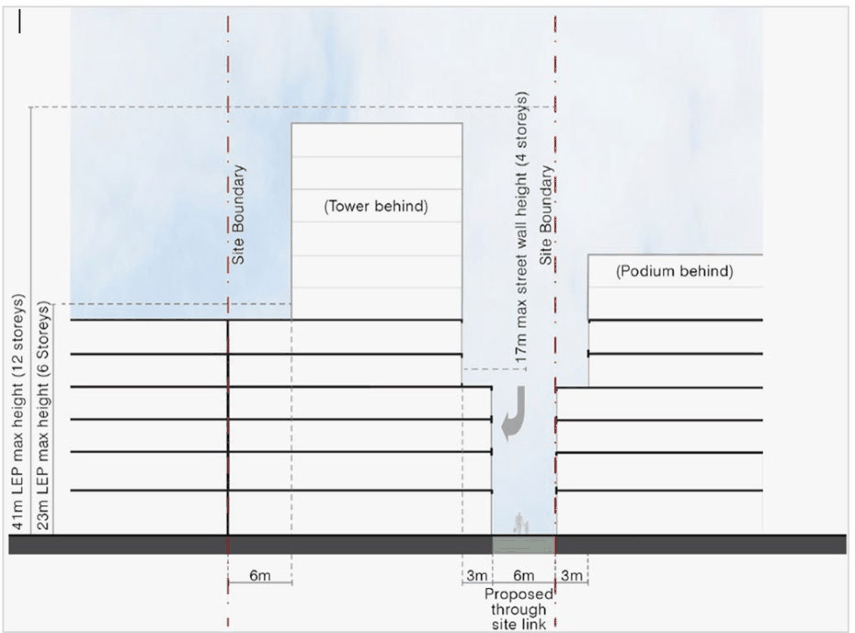 41m LEP max height (12 storeys)
23m LEP max height (6 Storeys)
Site Boundary
(Tower behind)
17m max street wall height (4 storeys)
Site Boundary
(Podium behind)
6m
3m
6m
3m
Proposed
through
site link